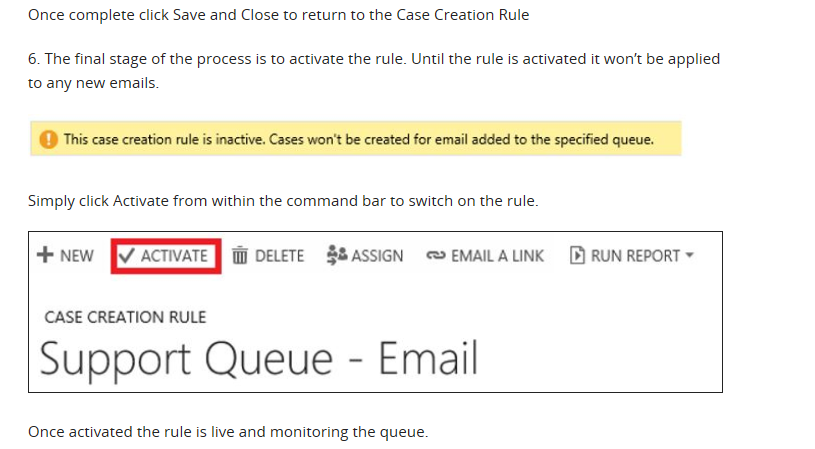 Once complete click Save and Close to return to the Case Creation Rule
6. The final stage of the process is to activate the rule. Until the rule is activated it won’t be applied
to any new emails.
This case creation rule is inactive. Cases won't be created for email added to the specified queue.
Simply click Activate from within the command bar to switch on the rule.
NEW ACTIVATE DELETE ASSIGN EMAIL A LINK RUN REPORT
CASE CREATION RULE
Support Queue - Email
Once activated the rule is live and monitoring the queue.